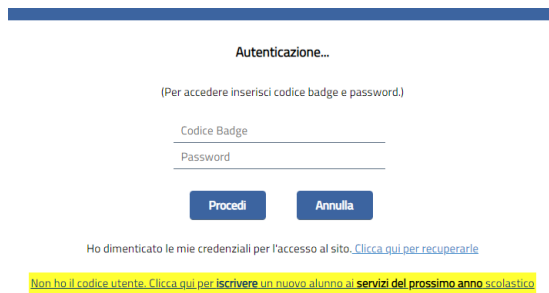 Autenticazione...
(Per accedere inserisci codice badge e password.)
Codice Badge
Password
Procedi Annulla
Ho dimenticato le mie credenziali per l'accesso al sito. Clicca qui per recuperarle
Non ho il codice utente. Clicca qui per iscrivere un nuovo alunno ai servizi del prossimo anno scolastico